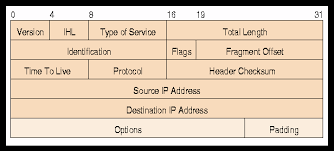 0 4 8 16 19 31
Version IHL Type of Service Total Length
Identification Flags Fragment Offset
Time To Live Protocol Header Checksum
Source IP Address
Destination IP Address
Options Padding